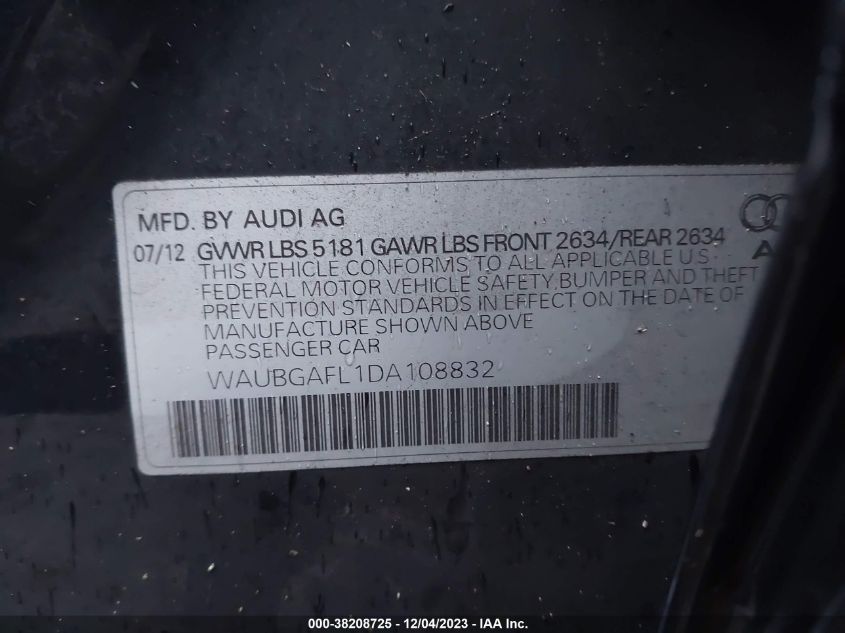 MFD. BY AUDI AG
07/12 GVWR LBS 5181 GAWR LBS FRONT 2634/REAR 2634
THIS VEHICLE CONFORMS TO ALL APPLICABLE U.S
FEDERAL MOTOR VEHICLE SAFETY,BUMPER AND THEFT
PREVENTION STANDARDS IN EFFECT ON THE DATE OF
MANUFACTURE SHOWN ABOVE
PASSENGER CAR
WAUBGAFL1DA108832
000-38208725 - 12/04/2023 - IAA Inc.